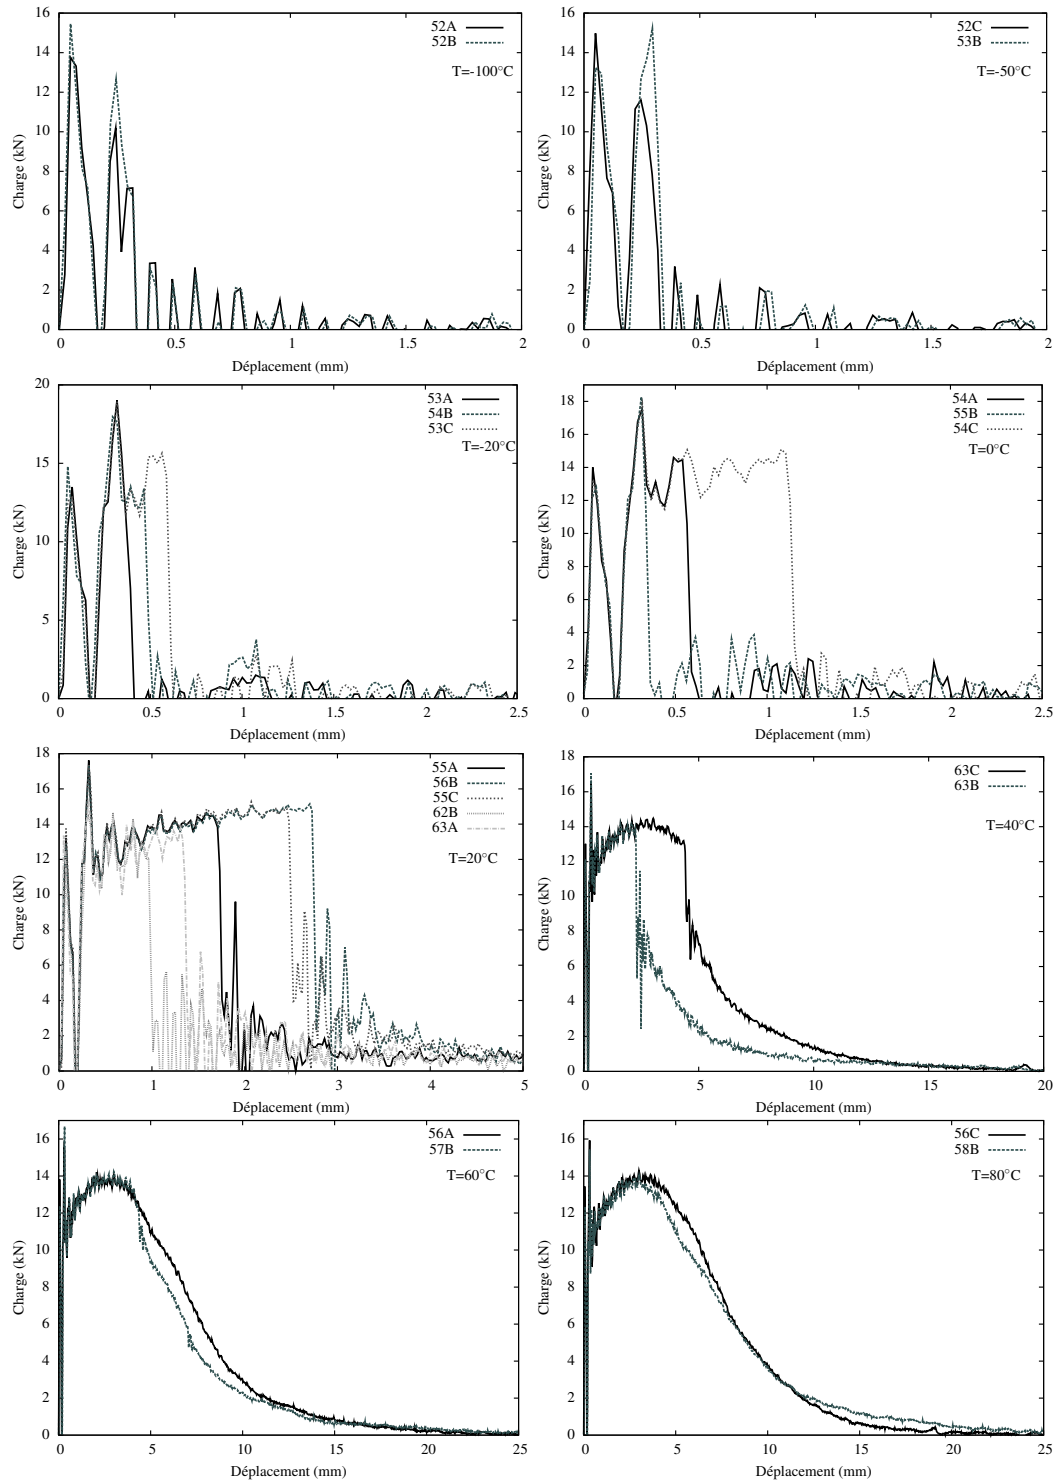 16
14
12
10
8
6
4
2
0
Charge (kN)
52A
52B
T=-100°C
0 0.5 1 1.5 2
Déplacement (mm)
16
14
12
10
8
6
4
2
0
Charge (kN)
52C
53B
T=-50°C
0 0.5 1 1.5 2
Déplacement (mm)
20
15
10
5
0
Charge (kN)
53A
54B
53C
T=-20°C
0 0.5 1 1.5 2 2.5
Déplacement (mm)
18
16
14
12
10
8
6
4
2
0
Charge (kN)
54A
55B
54C
T=0°C
0 0.5 1 1.5 2 2.5
Déplacement (mm)
18
16
14
12
10
8
6
4
2
0
Charge (kN)
55A
56B
55C
62B
63A
T=20°C
0 1 2 3 4 5
Déplacement (mm)
18
16
14
12
10
8
6
4
2
0
Charge (kN)
63C
63B
T=40°C
0 5 10 15 20
Déplacement (mm)
16
14
12
10
8
6
4
2
0
Charge (kN)
56A
57B
T=60°C
0 5 10 15 20 25
Déplacement (mm)
16
14
12
10
8
6
4
2
0
Charge (kN)
56C
58B
T=80°C
0 5 10 15 20 25
Déplacement (mm)